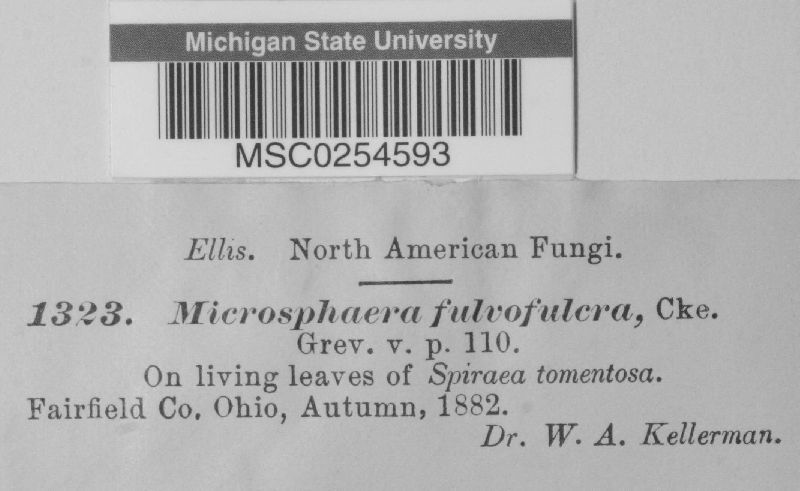 Michigan State University
MSC0254593
Ellis. North American Fungi.
1323. Microsphaera fulvofulcra, Cke.
Grev. v. p. 110.
On living leaves of Spiraea tomentosa.
Fairfield Co. Ohio, Autumn, 1882.
Dr. W. A. Kellerman.